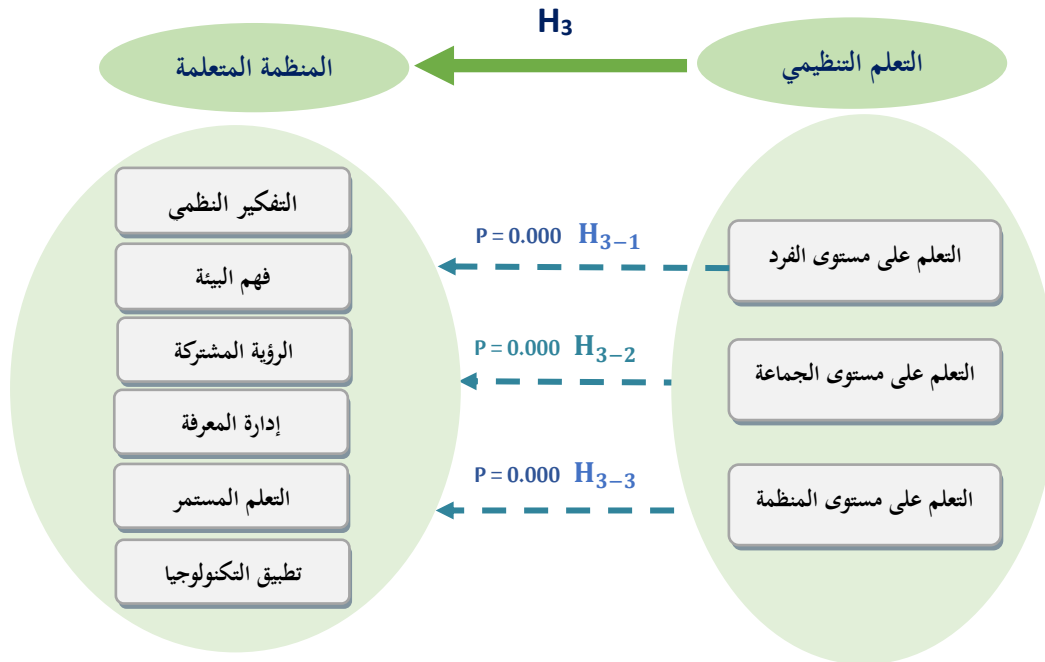 H3
التعلم التنظيمي
المنظمة المتعلمة
التعلم على مستوى الفرد
التعلم على مستوى الجماعة
التعلم على مستوى المنظمة
P = 0.000 H3−1
P = 0.000 H3−2
P = 0.000 H3−3
التفكير النظمي
فهم البيئة
الرؤية المشتركة
إدارة المعرفة
التعلم المستمر
تطبيق التكنولوجيا